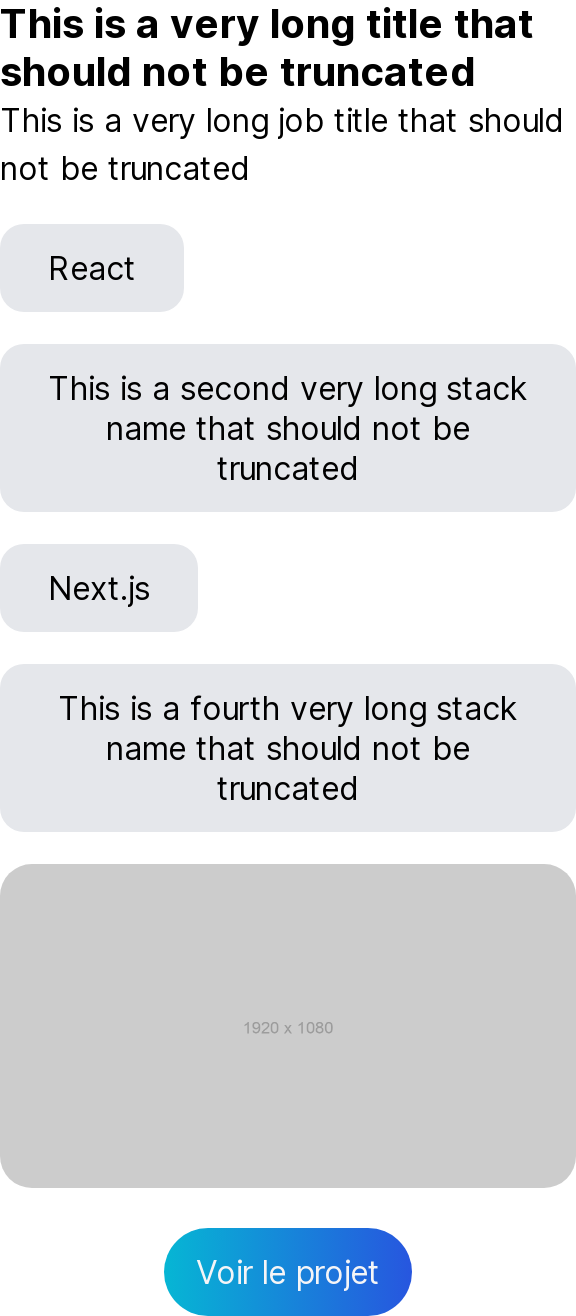 This is a very long title that
should not be truncated
This is a very long job title that should
not be truncated
React
This is a second very long stack
name that should not be
truncated
Next.js
This is a fourth very long stack
name that should not be
truncated
1920 x 1080
Voir le projet